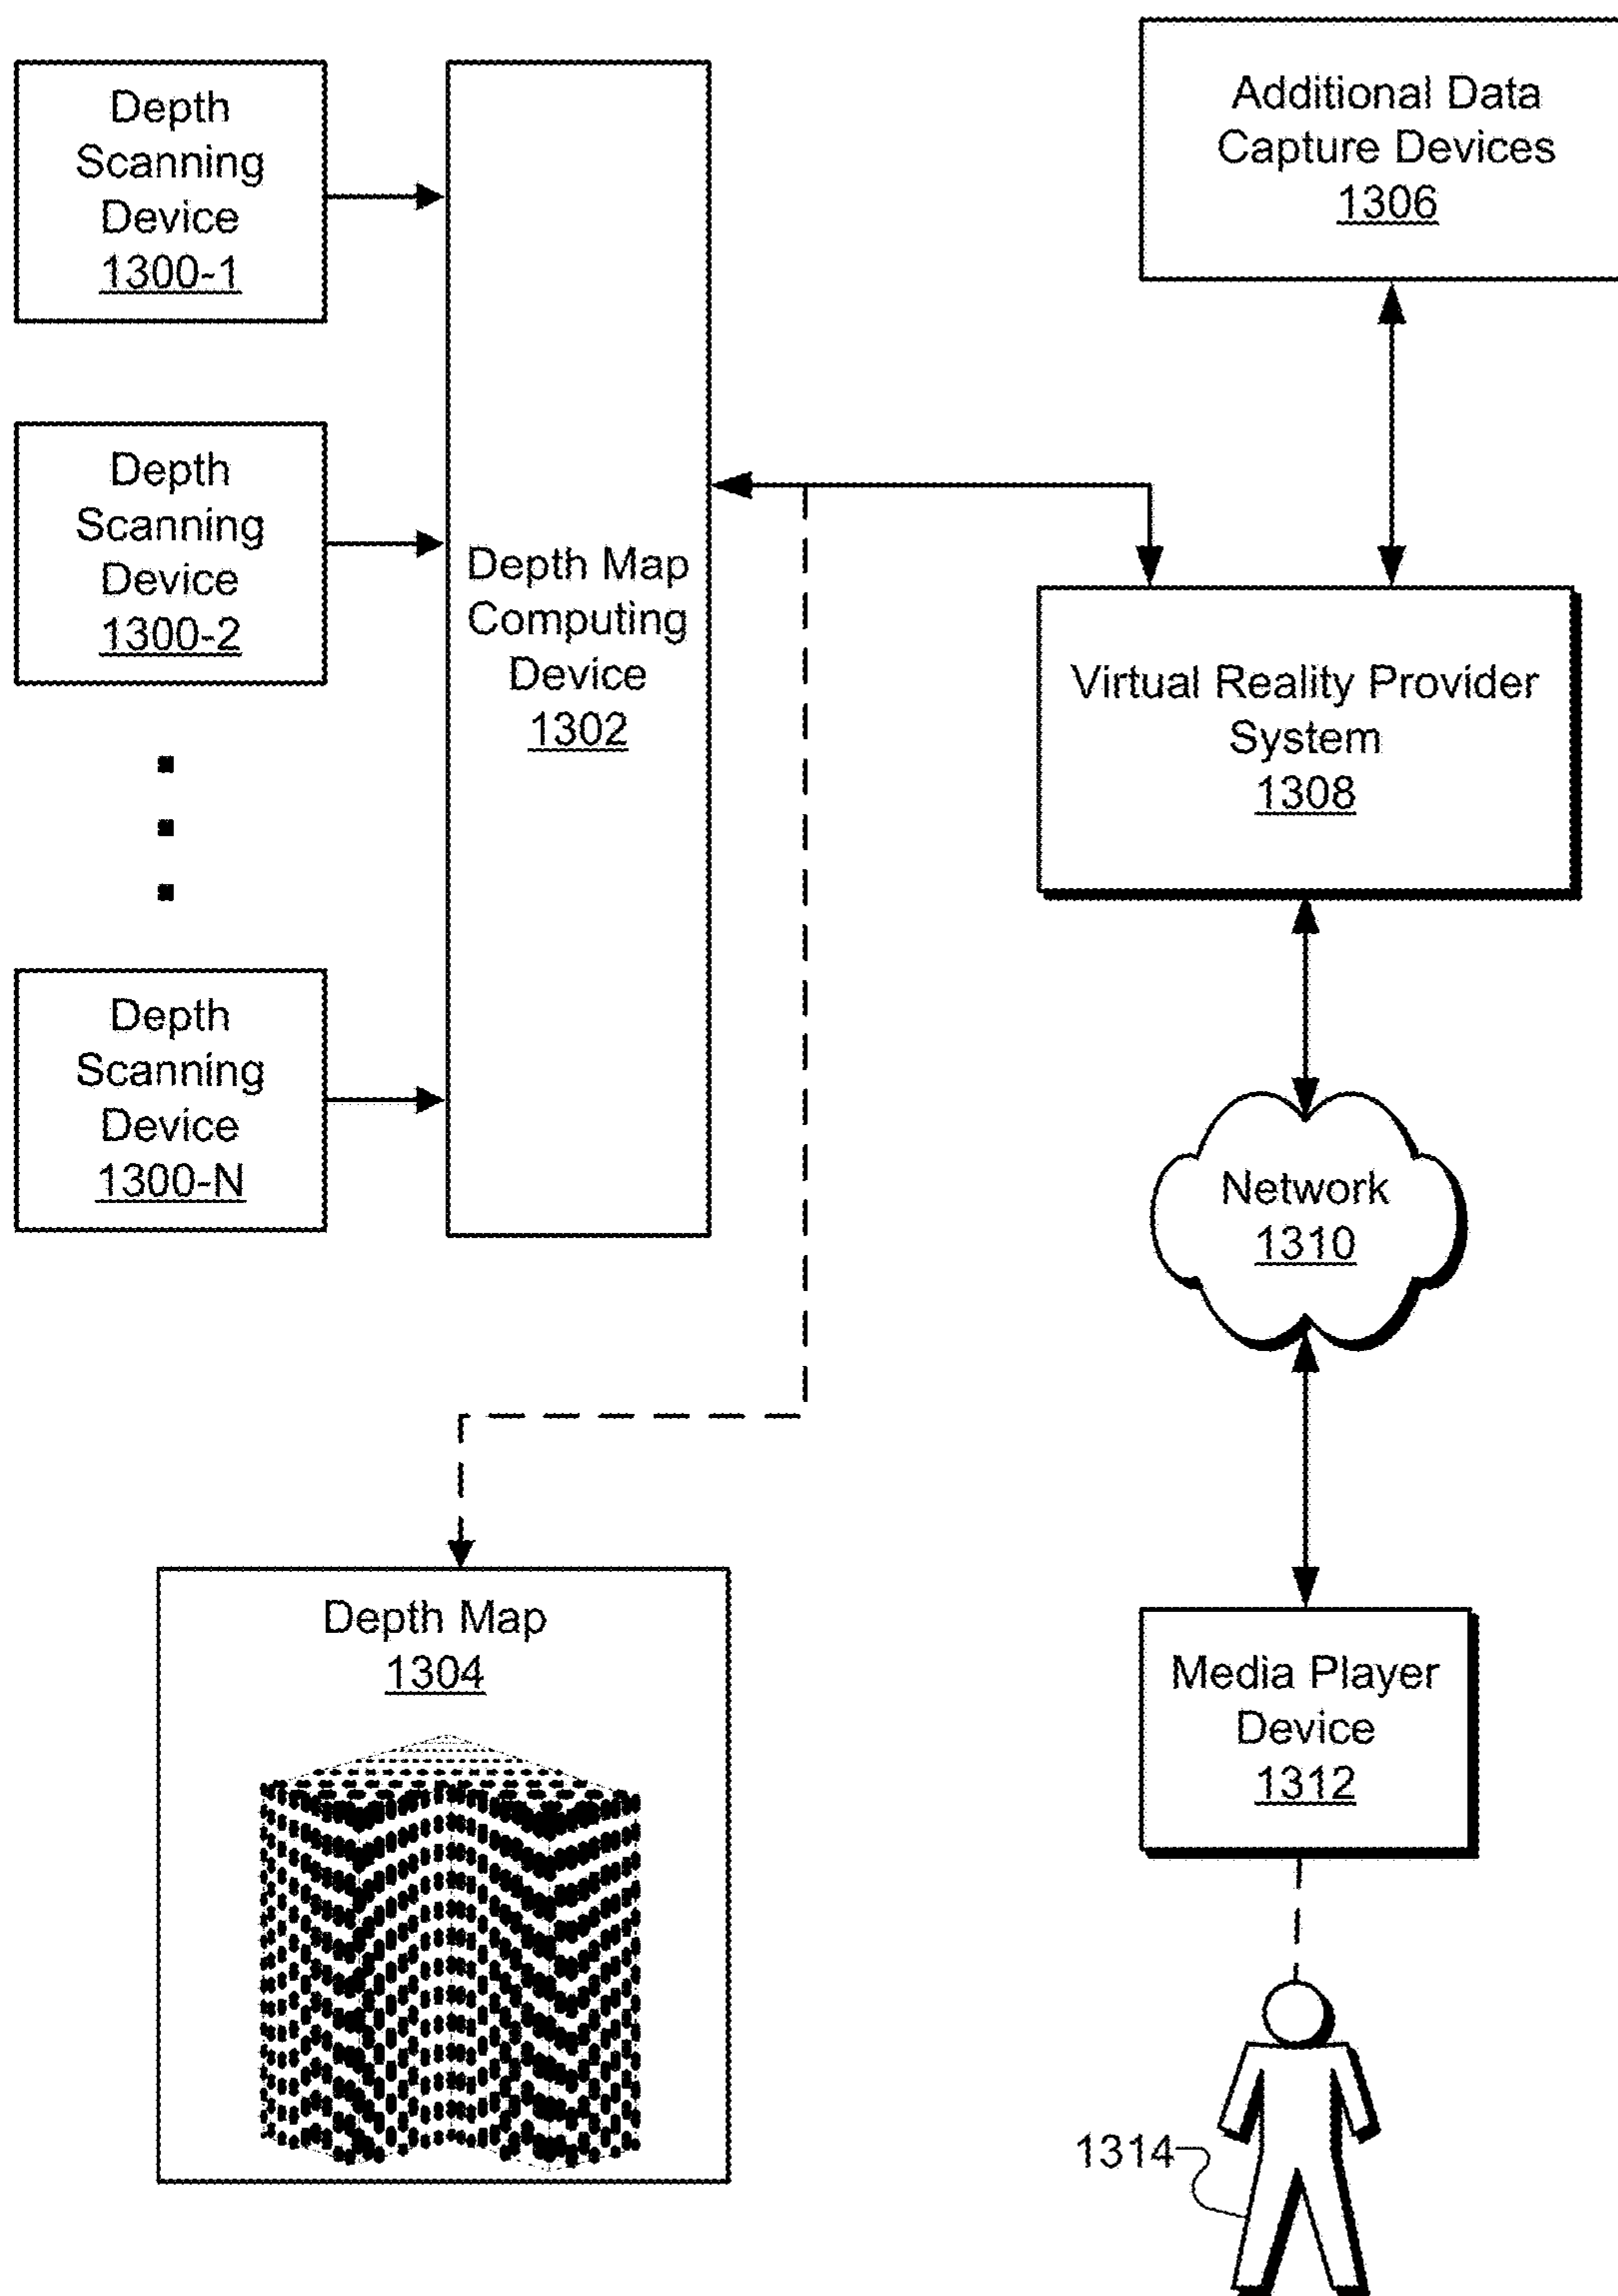 Depth
Scanning
Device
1300-1
Depth
Scanning
Device
1300-2
Depth
Scanning
Device
1300-N
Depth Map
Computing
Device
1302
Additional Data
Capture Devices
1306
Virtual Reality Provider
System
1308
Network
1310
Depth Map
1304
Media Player
Device
1312
1314